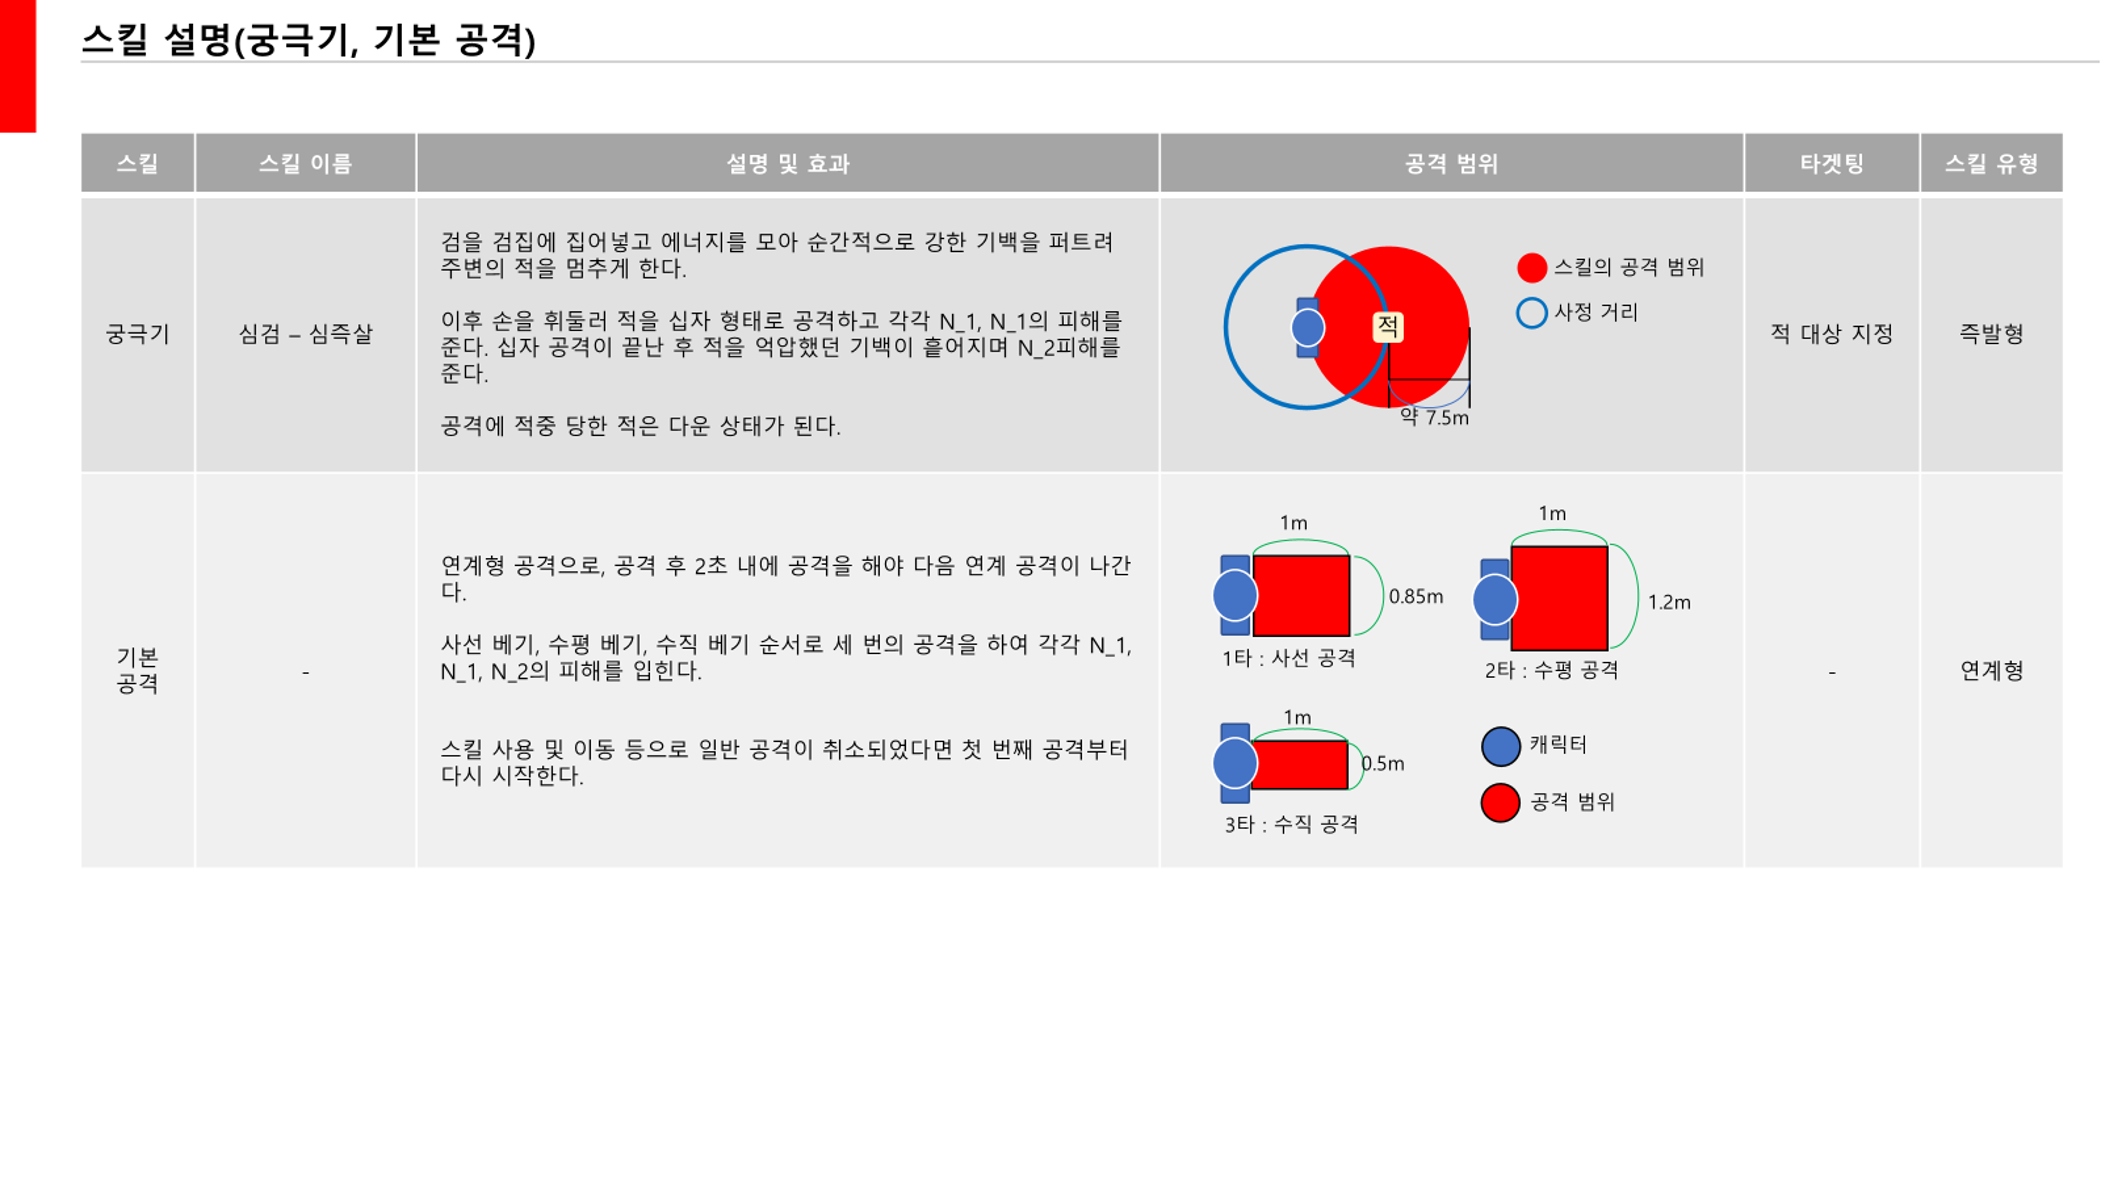 스킬 설명(궁극기, 기본 공격)
스킬
스킬 이름
설명 및 효과
공격 범위
타겟팅
스킬 유형
궁극기
심검 – 심즉살
검을 검집에 집어넣고 에너지를 모아 순간적으로 강한 기백을 퍼트려
주변의 적을 멈추게 한다.
이후 손을 휘둘러 적을 십자 형태로 공격하고 각각 N_1, N_1의 피해를
준다. 십자 공격이 끝난 후 적을 억압했던 기백이 흩어지며 N_2피해를
준다.
공격에 적중 당한 적은 다운 상태가 된다.
적
약 7.5m
스킬의 공격 범위
사정 거리
적 대상 지정
즉발형
기본
공격
-
연계형 공격으로, 공격 후 2초 내에 공격을 해야 다음 연계 공격이 나간
다.
사선 베기, 수평 베기, 수직 베기 순서로 세 번의 공격을 하여 각각 N_1,
N_1, N_2의 피해를 입힌다.
스킬 사용 및 이동 등으로 일반 공격이 취소되었다면 첫 번째 공격부터
다시 시작한다.
1m
0.85m
1타 : 사선 공격
1m
1.2m
2타 : 수평 공격
1m
0.5m
3타 : 수직 공격
캐릭터
공격 범위
-
연계형